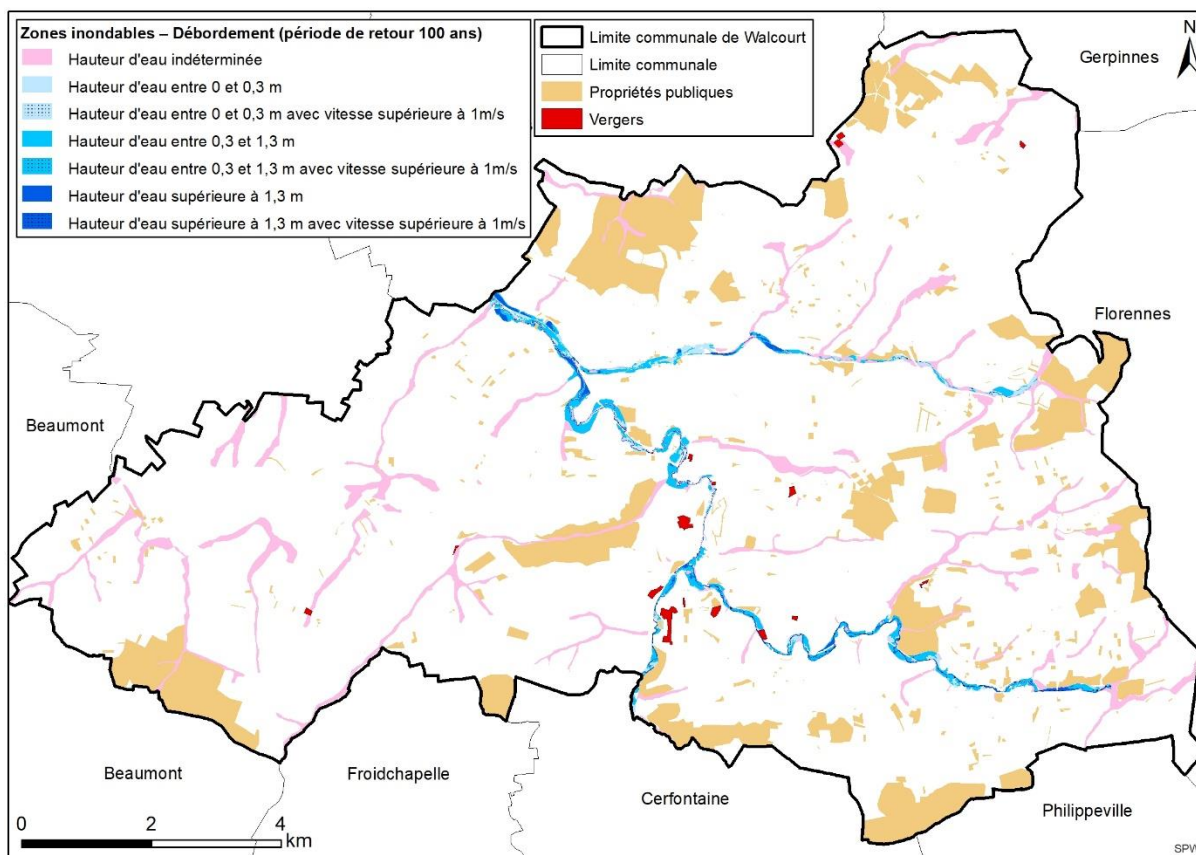 Zones inondables – Débordement (période de retour 100 ans)
Hauteur d'eau indéterminée
Hauteur d'eau entre 0 et 0,3 m
Hauteur d'eau entre 0 et 0,3 m avec vitesse supérieure à 1m/s
Hauteur d'eau entre 0,3 et 1,3 m
Hauteur d'eau entre 0,3 et 1,3 m avec vitesse supérieure à 1m/s
Hauteur d'eau supérieure à 1,3 m
Hauteur d'eau supérieure à 1,3 m avec vitesse supérieure à 1m/s
Limite communale de Walcourt
Limite communale
Propriétés publiques
Vergers
N
Gerpinnes
Florennes
Beaumont
Beaumont
Froidchapelle
Cerfontaine
Philippeville
0 2 4
km
SPW